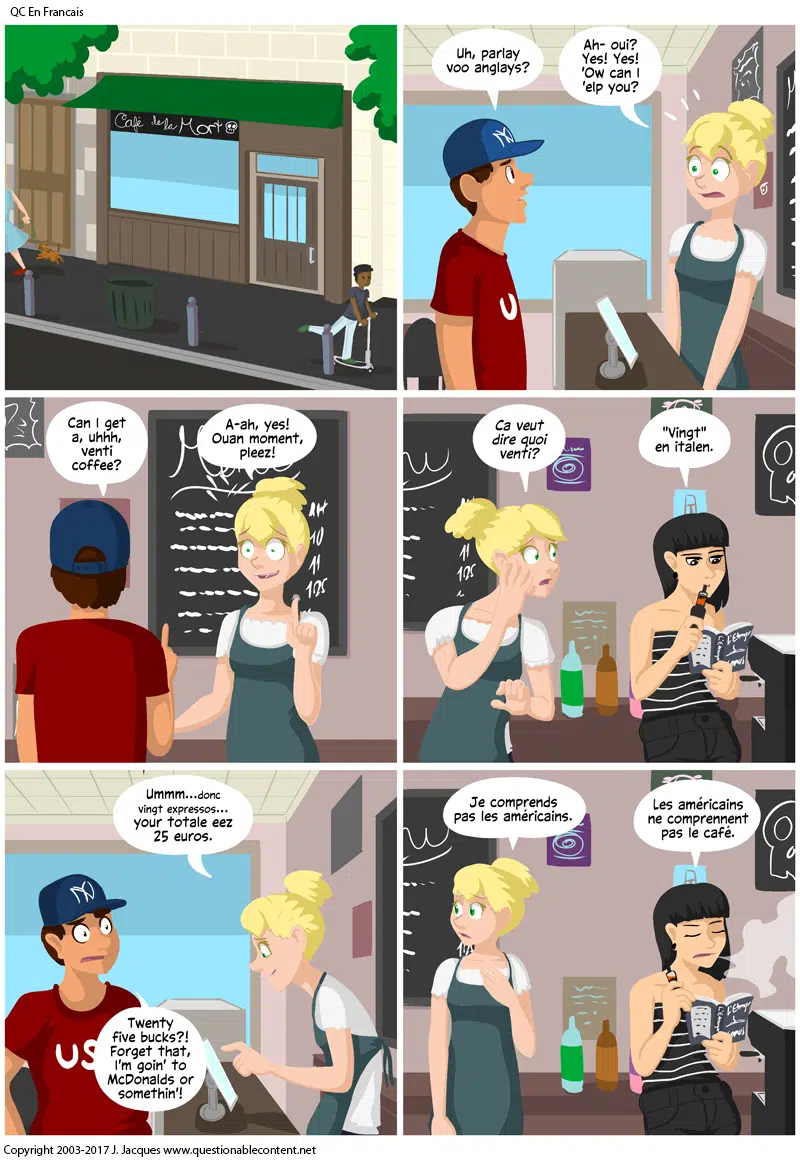 QC En Francais
Café de la Mort
Uh, parlay
voo anglays?
Ah- oui?
Yes! Yes!
'Ow can I
'elp you?
U
Can I get
a, uhhh,
venti
coffee?
A-ah, yes!
Ouan moment,
pleez!
Ca veut
dire quoi
venti?
"Vingt"
en italen.
L'Etranger
Ummm...donc
vingt expressos...
your totale eez
25 euros.
US
Twenty
five bucks?!
Forget that,
I'm goin' to
McDonalds or
somethin'!
Je comprends
pas les américains.
Les américains
ne comprennent
pas le café.
L'Etranger
Copyright 2003-2017 J. Jacques www.questionablecontent.net